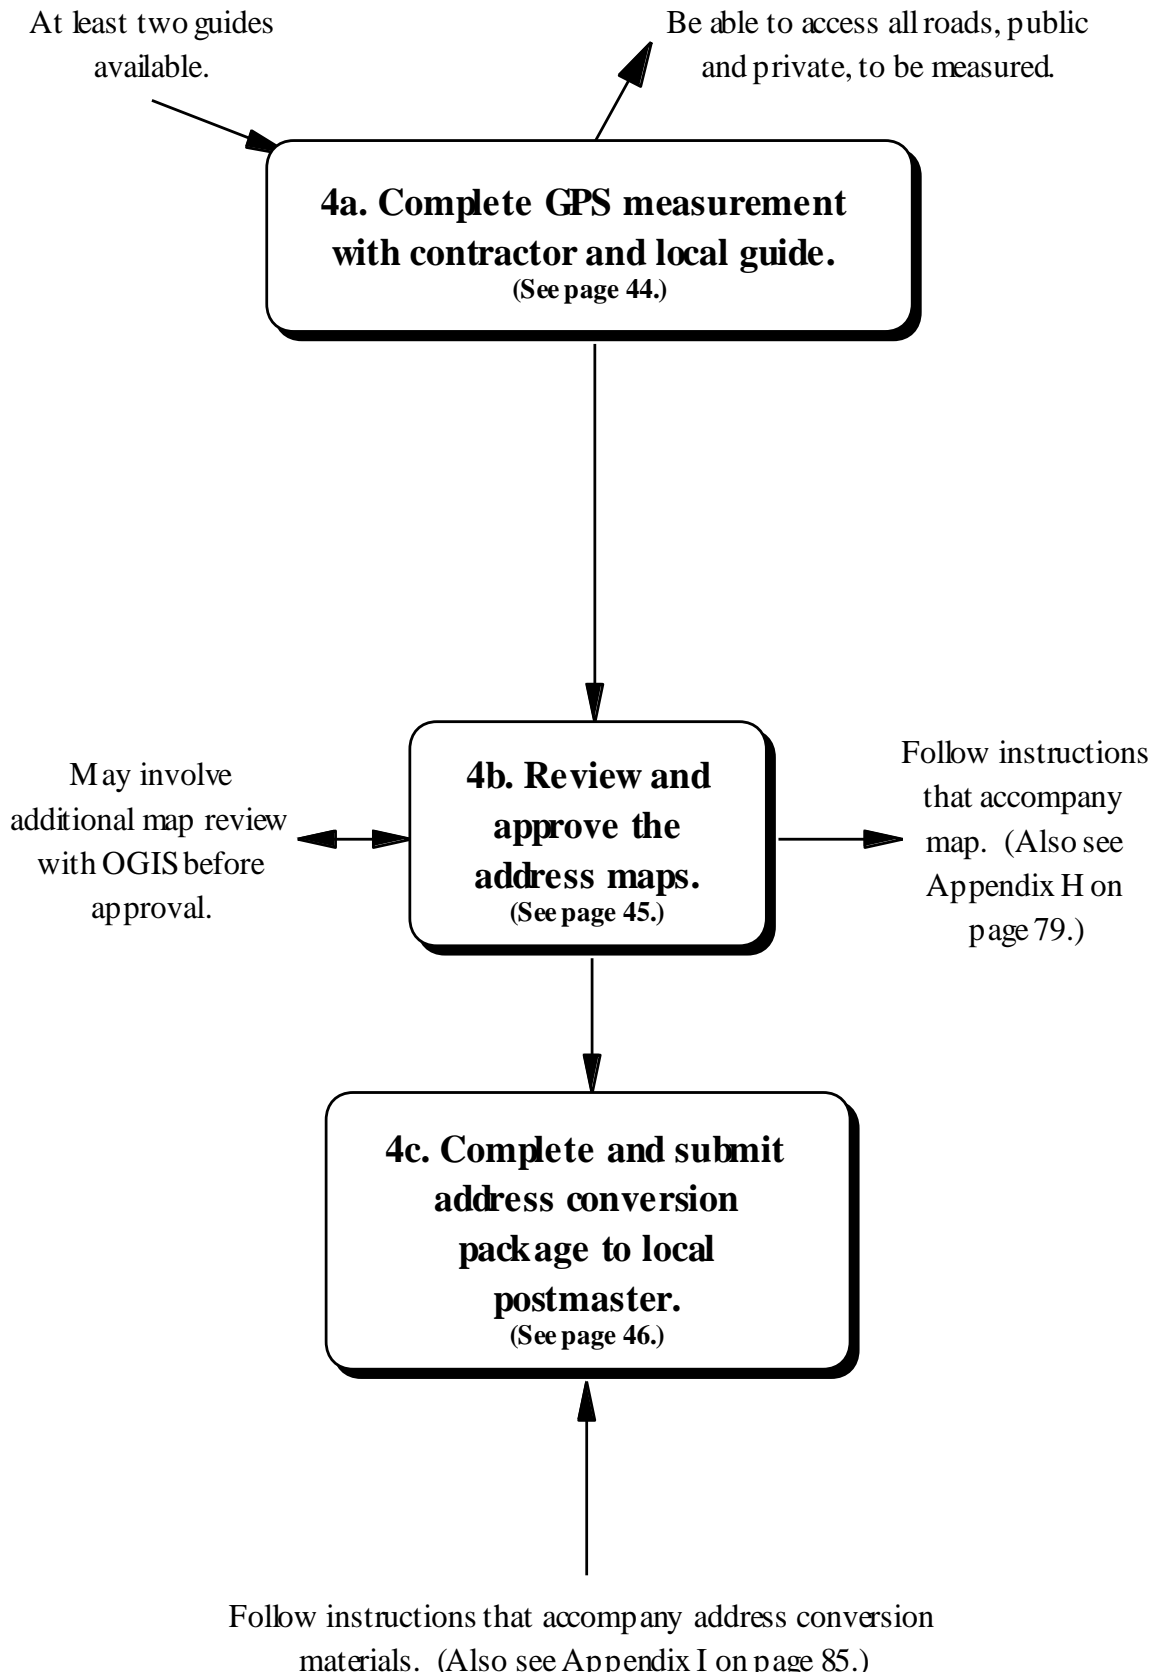 At least two guides
available.
Be able to access all roads, public
and private, to be measured.
4a. Complete GPS measurement
with contractor and local guide.
(See page 44.)
May involve
additional map review
with OGIS before
approval.
4b. Review and
approve the
address maps.
(See page 45.)
Follow instructions
that accompany
map. (Also see
Appendix H on
page 79.)
4c. Complete and submit
address conversion
package to local
postmaster.
(See page 46.)
Follow instructions that accompany address conversion
materials. (Also see Appendix I on page 85.)